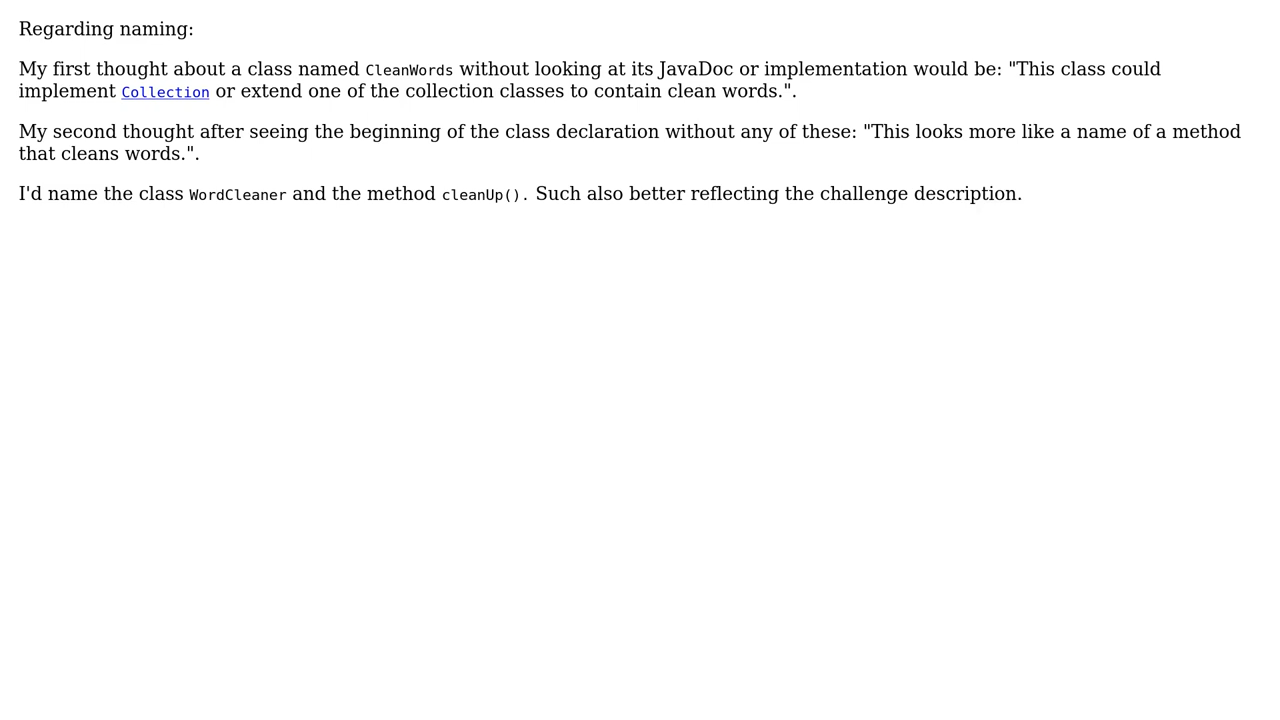 Regarding naming:
My first thought about a class named CleanWords without looking at its JavaDoc or implementation would be: "This class could
implement Collection or extend one of the collection classes to contain clean words.".
My second thought after seeing the beginning of the class declaration without any of these: "This looks more like a name of a method
that cleans words.".
I'd name the class WordCleaner and the method cleanUp(). Such also better reflecting the challenge description.